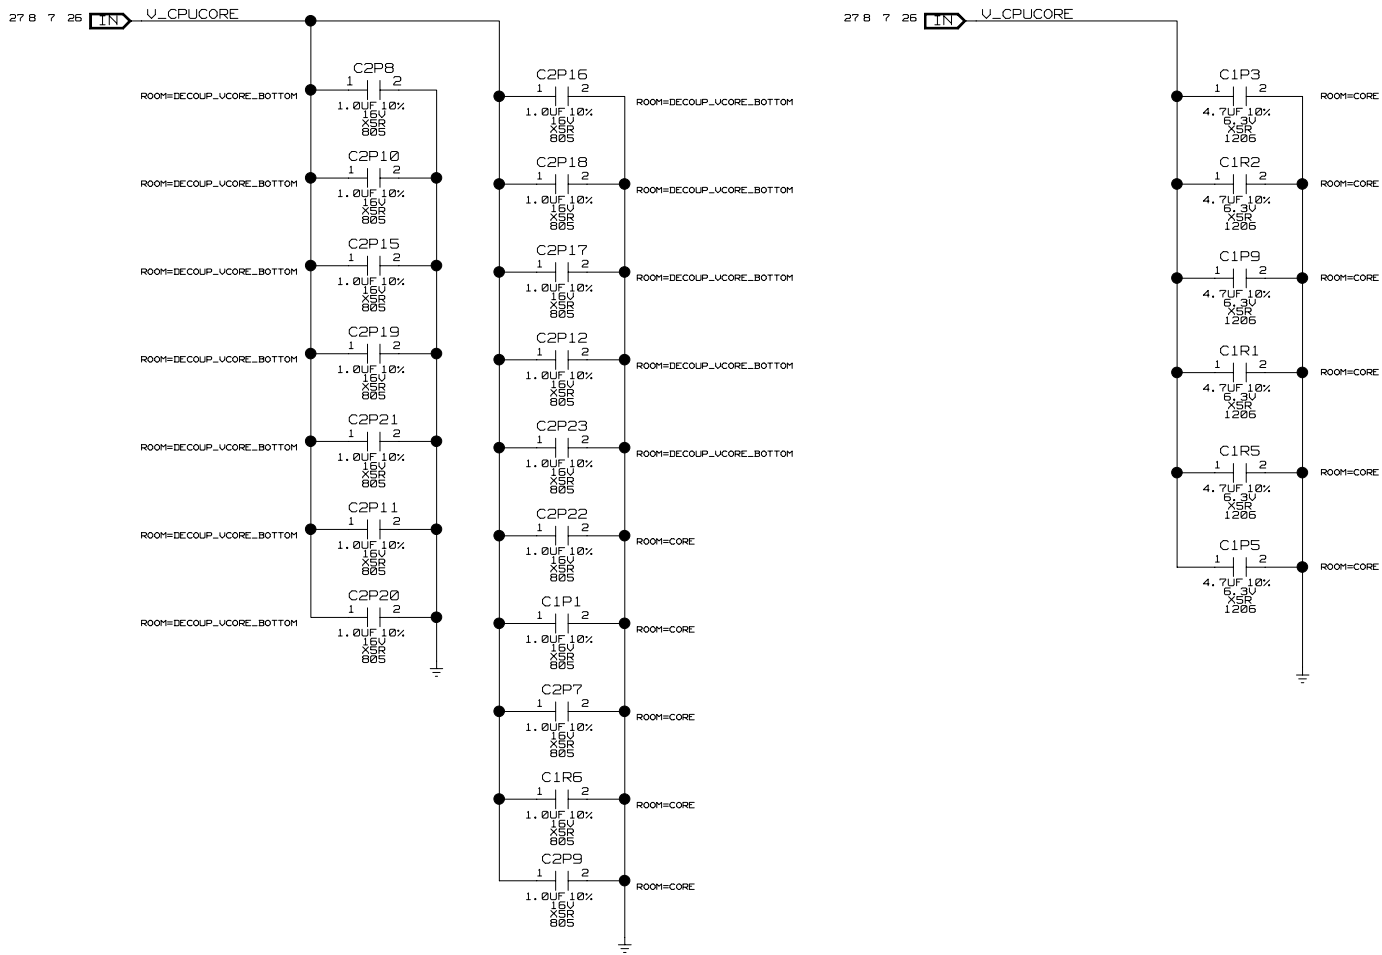 27 8 7 26 IN V_CPUCORE
C2P8
1 2
ROOM=DECOUP_VCORE_BOTTOM
1.0UF 10%
16V
X5R
805
C2P10
1 2
ROOM=DECOUP_VCORE_BOTTOM
1.0UF 10%
16V
X5R
805
C2P15
1 2
ROOM=DECOUP_VCORE_BOTTOM
1.0UF 10%
16V
X5R
805
C2P19
1 2
ROOM=DECOUP_VCORE_BOTTOM
1.0UF 10%
16V
X5R
805
C2P21
1 2
ROOM=DECOUP_VCORE_BOTTOM
1.0UF 10%
16V
X5R
805
C2P11
1 2
ROOM=DECOUP_VCORE_BOTTOM
1.0UF 10%
16V
X5R
805
C2P20
1 2
ROOM=DECOUP_VCORE_BOTTOM
1.0UF 10%
16V
X5R
805
C2P16
1 2
ROOM=DECOUP_VCORE_BOTTOM
1.0UF 10%
16V
X5R
805
C2P18
1 2
ROOM=DECOUP_VCORE_BOTTOM
1.0UF 10%
16V
X5R
805
C2P17
1 2
ROOM=DECOUP_VCORE_BOTTOM
1.0UF 10%
16V
X5R
805
C2P12
1 2
ROOM=DECOUP_VCORE_BOTTOM
1.0UF 10%
16V
X5R
805
C2P23
1 2
ROOM=DECOUP_VCORE_BOTTOM
1.0UF 10%
16V
X5R
805
C2P22
1 2
ROOM=CORE
1.0UF 10%
16V
X5R
805
C1P1
1 2
ROOM=CORE
1.0UF 10%
16V
X5R
805
C2P7
1 2
ROOM=CORE
1.0UF 10%
16V
X5R
805
C1R6
1 2
ROOM=CORE
1.0UF 10%
16V
X5R
805
C2P9
1 2
ROOM=CORE
1.0UF 10%
16V
X5R
805
27 8 7 26 IN V_CPUCORE
C1P3
1 2
ROOM=CORE
4.7UF 10%
6.3V
X5R
1206
C1R2
1 2
ROOM=CORE
4.7UF 10%
6.3V
X5R
1206
C1P9
1 2
ROOM=CORE
4.7UF 10%
6.3V
X5R
1206
C1R1
1 2
ROOM=CORE
4.7UF 10%
6.3V
X5R
1206
C1R5
1 2
ROOM=CORE
4.7UF 10%
6.3V
X5R
1206
C1P5
1 2
ROOM=CORE
4.7UF 10%
6.3V
X5R
1206